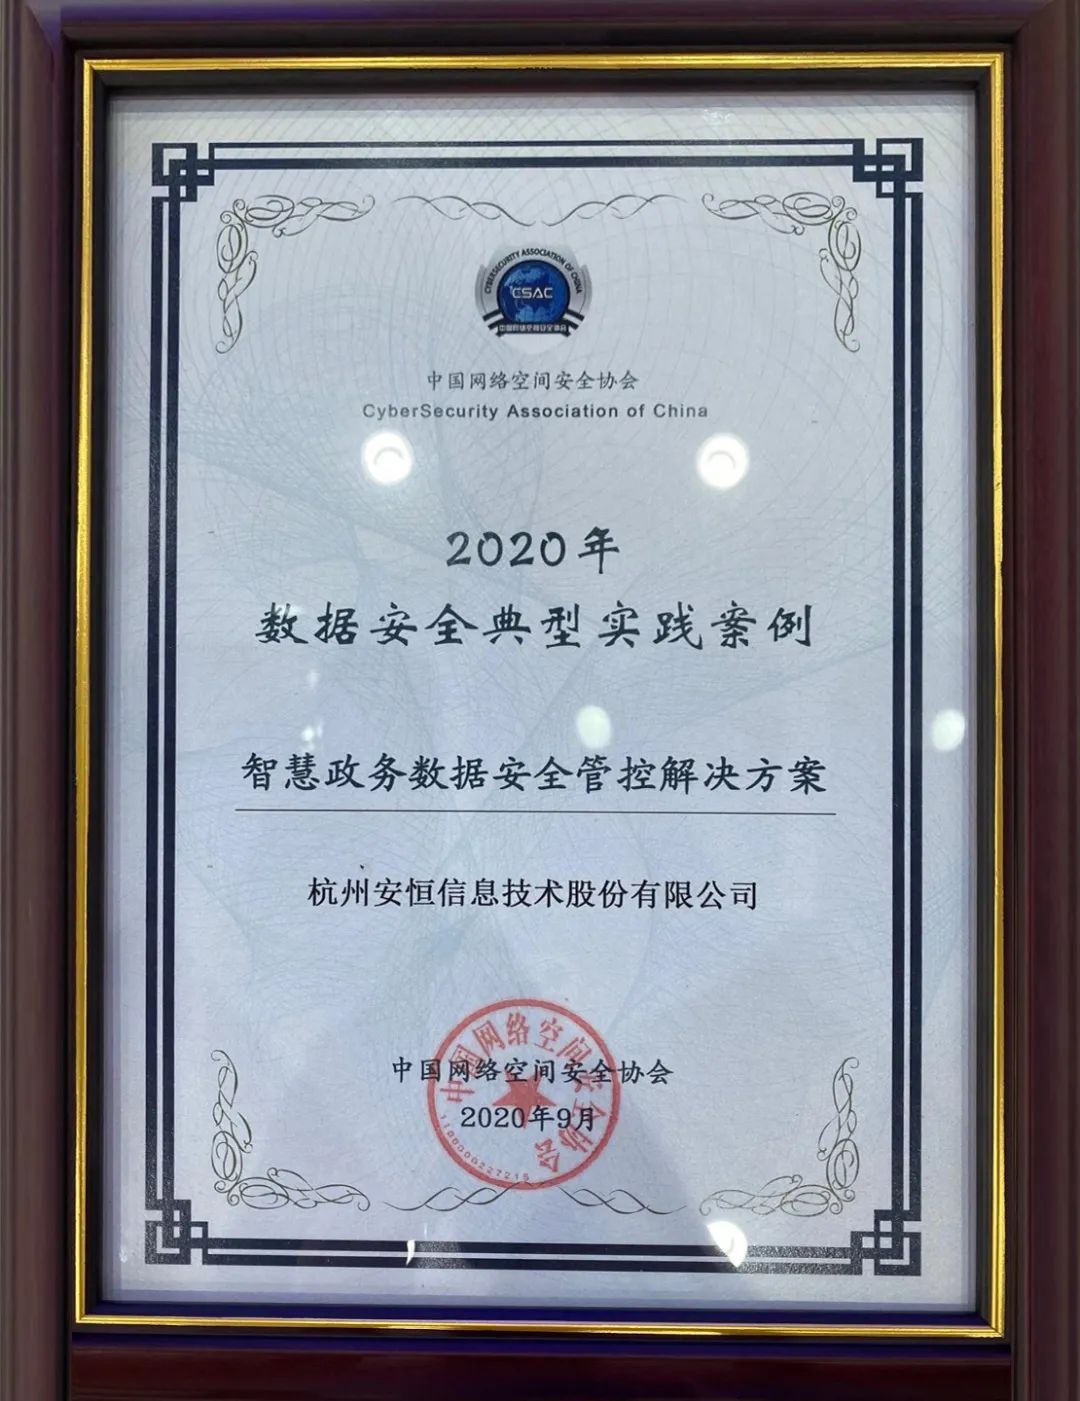 CYBERSECURITY ASSOCIATION OF CHINA
CSAC
中国网络空间安全协会
中国网络空间安全协会
CyberSecurity Association of China
2020年
数据安全典型实践案例
智慧政务数据安全管控解决方案
杭州安恒信息技术股份有限公司
中国网络空间安全协会
2020年9月
中国网络空间安全协会